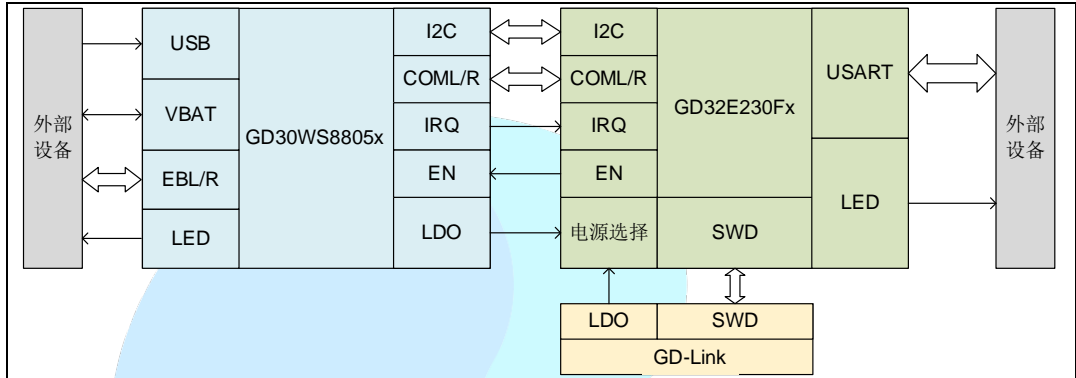 外部
设备
USB
VBAT
EBL/R
LED
GD30WS8805x
I2C
COML/R
IRQ
EN
LDO
I2C
COML/R
IRQ
EN
电源选择
GD32E230Fx
SWD
USART
LED
外部
设备
LDO
SWD
GD-Link